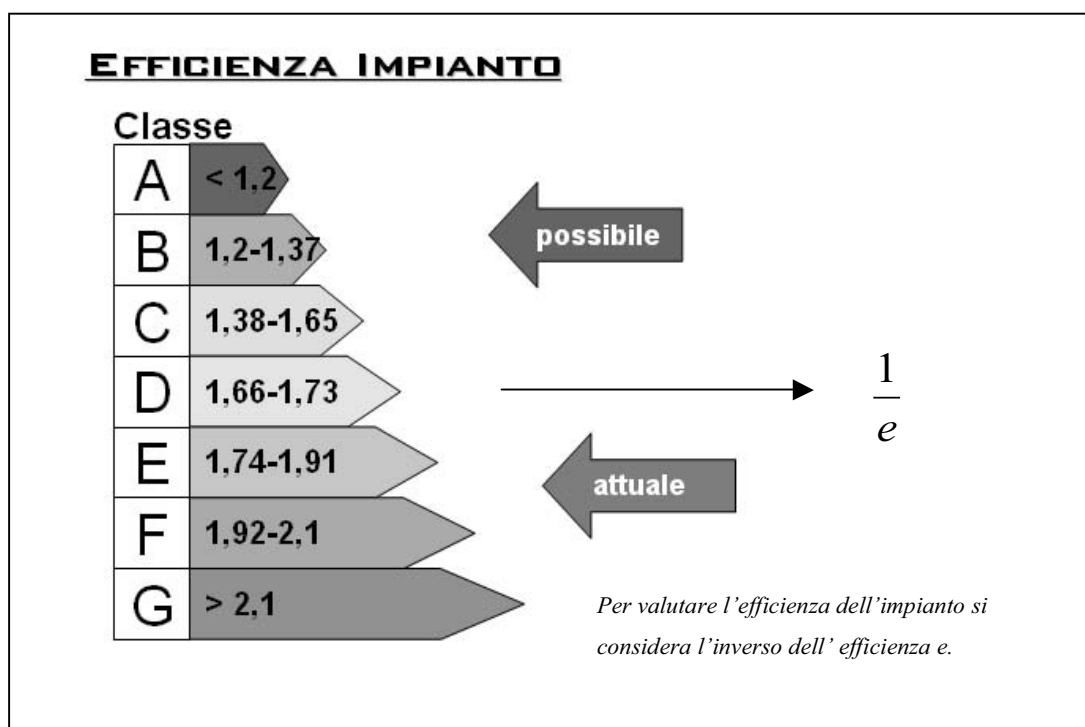 EFFICIENZA IMPIANTO
Classe
A < 1,2
B 1,2-1,37
possibile
C 1,38-1,65
D 1,66-1,73
1
e
E 1,74-1,91
attuale
F 1,92-2,1
G > 2,1
Per valutare l’efficienza dell’impianto si
considera l’inverso dell’ efficienza e.